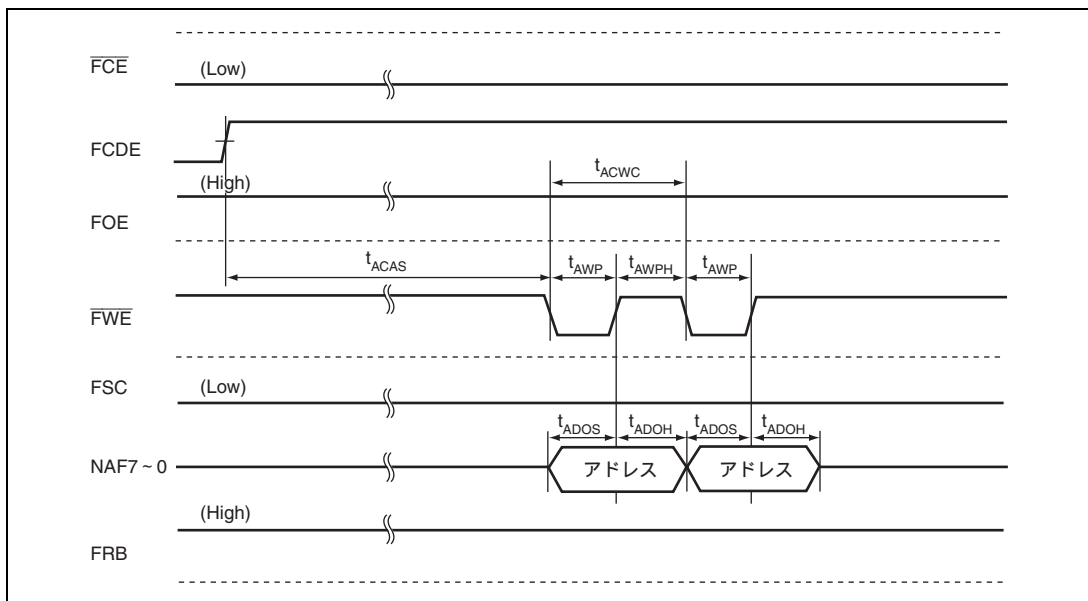 FCE (Low)
FCDE
(High) tACWC
FOE
tACAS tAWP tAWPH tAWP
FWE
FSC (Low)
tADOS tADOH tADOS tADOH
NAF7 ~ 0 アドレス アドレス
(High)
FRB